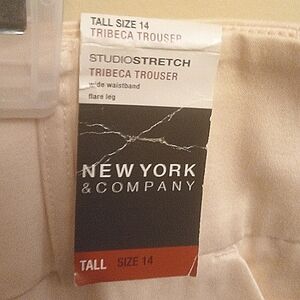 TALL SIZE 14
TRIBECA TROUSER
STUDIOSTRETCH
TRIBECA TROUSER
wide waistband
flare leg
NEW YORK
& COMPANY
TALL SIZE 14